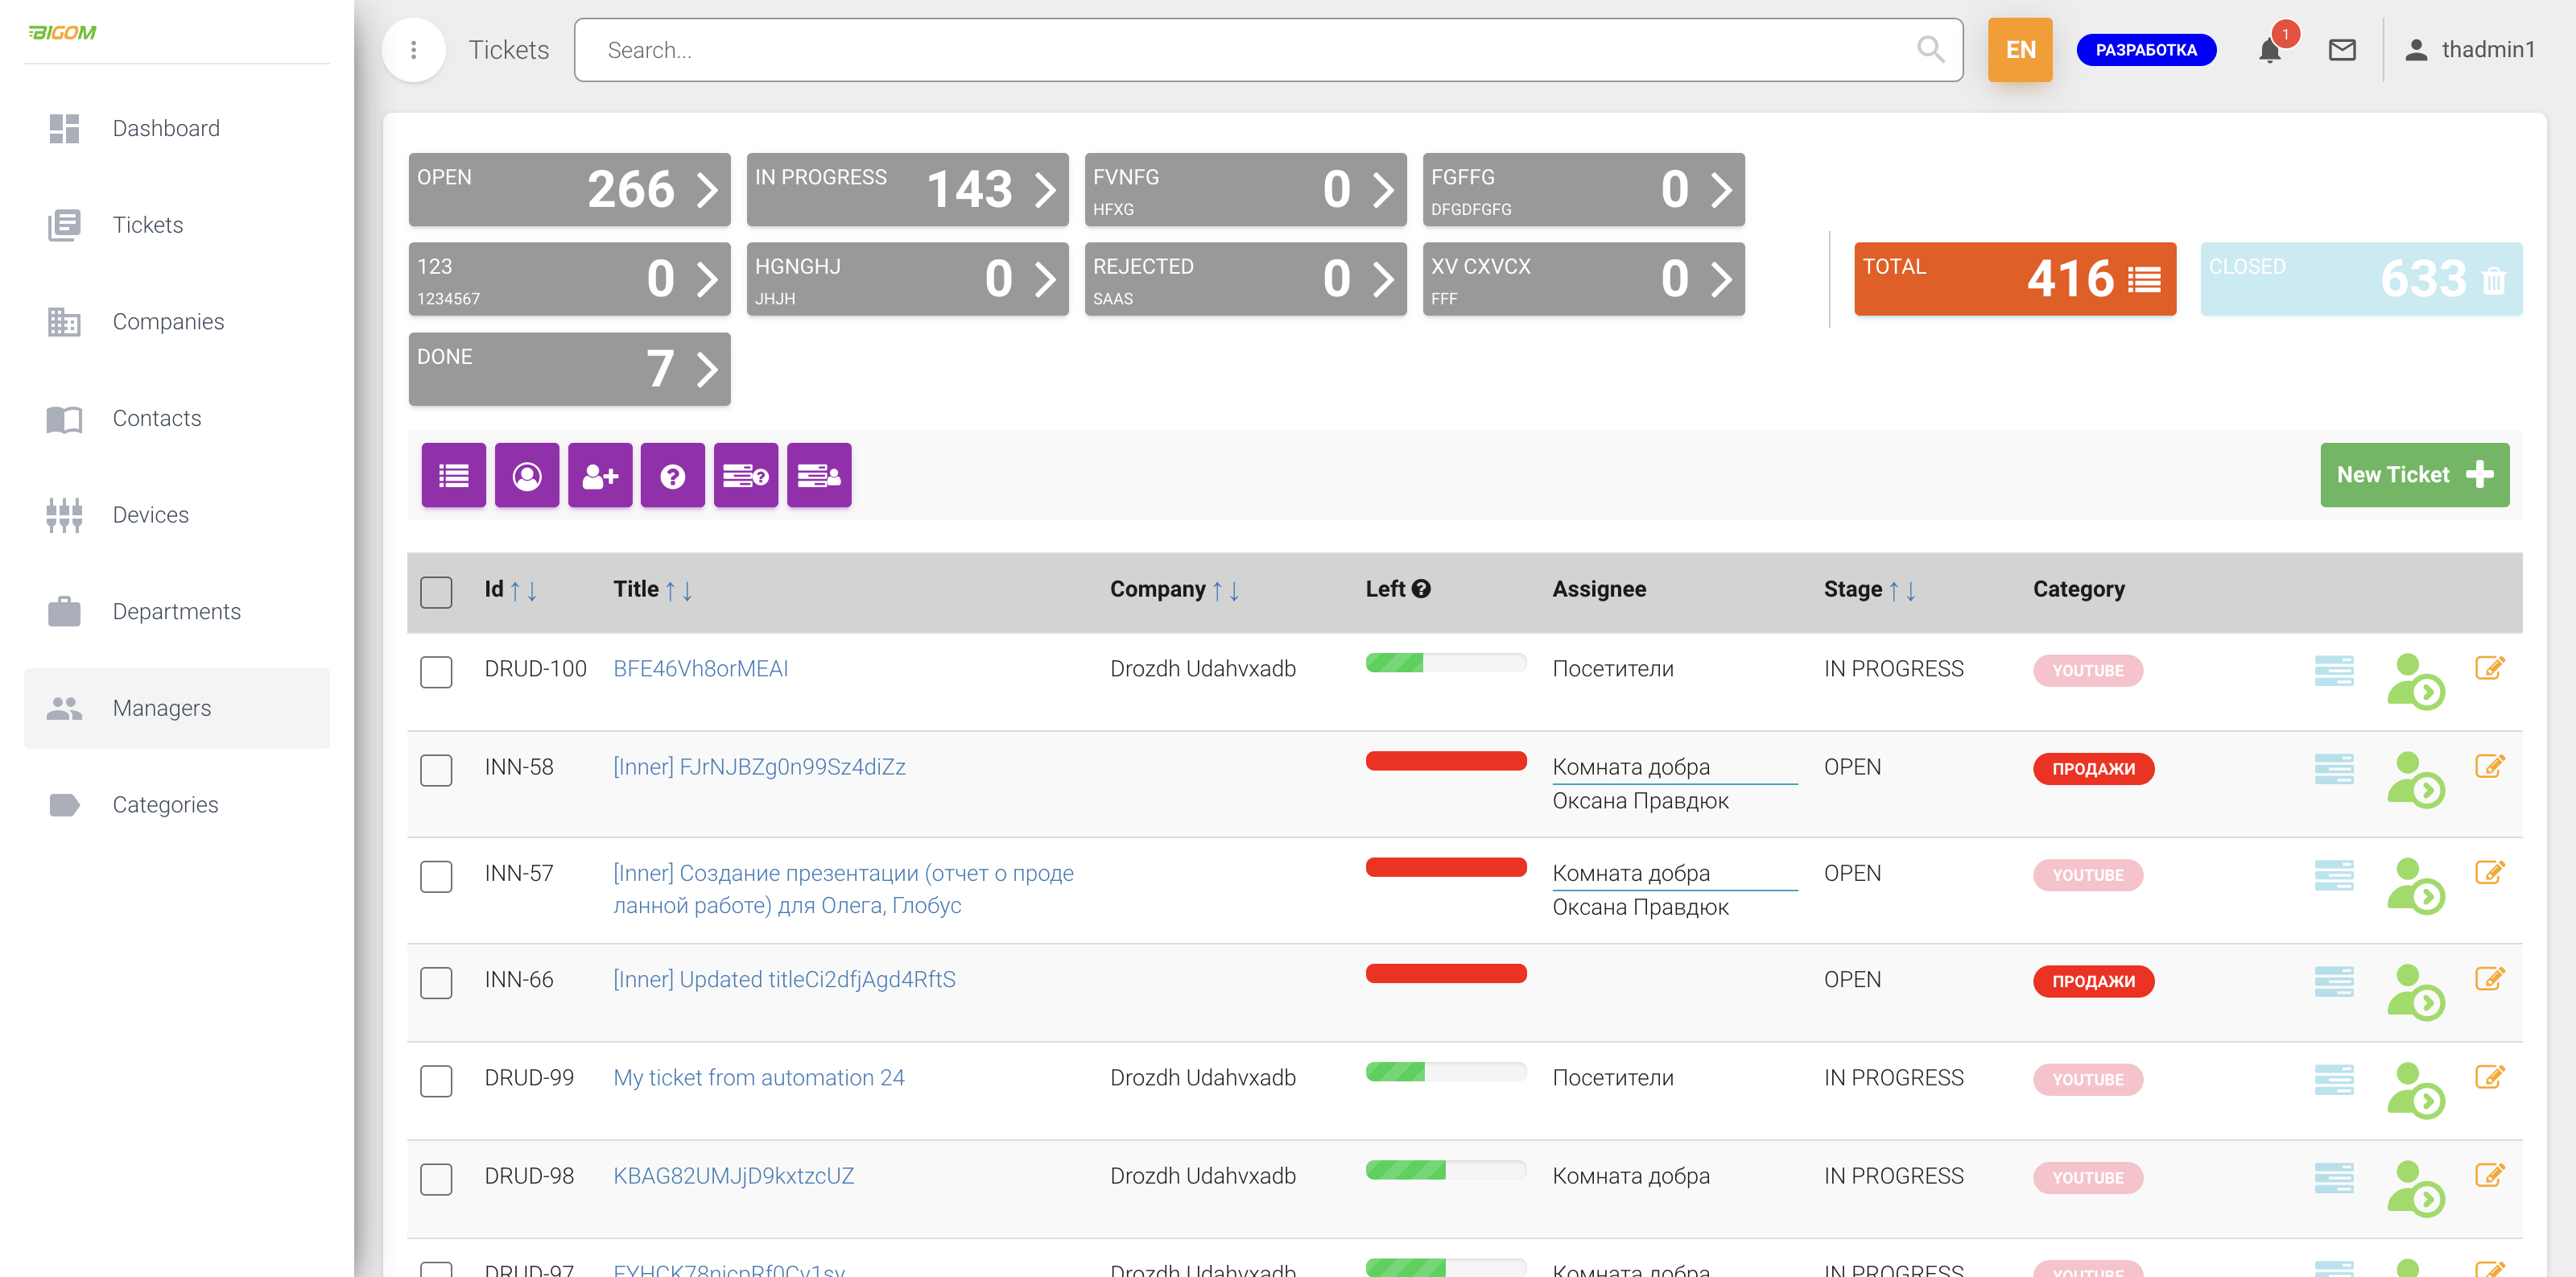 BIGOM
Dashboard
Tickets
Companies
Contacts
Devices
Departments
Managers
Categories
Tickets
Search...
EN
РАЗРАБОТКА
1
thadmin1
OPEN 266
IN PROGRESS 143
FVNFG 0
HFXG
FGFFG 0
DFGDFGFG
123 0
1234567
HGNGHJ 0
JHJH
REJECTED 0
SAAS
XV CXVCX 0
FFF
DONE 7
TOTAL 416
CLOSED 633
New Ticket
Id Title Company Left Assignee Stage Category
DRUD-100 BFE46Vh8orMEAI Drozdh Udahvxadb Посетители IN PROGRESS YOUTUBE
INN-58 [Inner] FJrNJBZg0n99Sz4diZz Комната добра OPEN ПРОДАЖИ
Оксана Правдюк
INN-57 [Inner] Создание презентации (отчет о проде Комната добра OPEN YOUTUBE
ланной работе) для Олега, Глобус Оксана Правдюк
INN-66 [Inner] Updated titleCi2dfjAgd4RftS OPEN ПРОДАЖИ
DRUD-99 My ticket from automation 24 Drozdh Udahvxadb Посетители IN PROGRESS YOUTUBE
DRUD-98 KBAG82UMJjD9kxtzcUZ Drozdh Udahvxadb Комната добра IN PROGRESS YOUTUBE
DRUD-97 Drozdh Udahvxadb Комната добра IN PROGRESS YOUTUBE